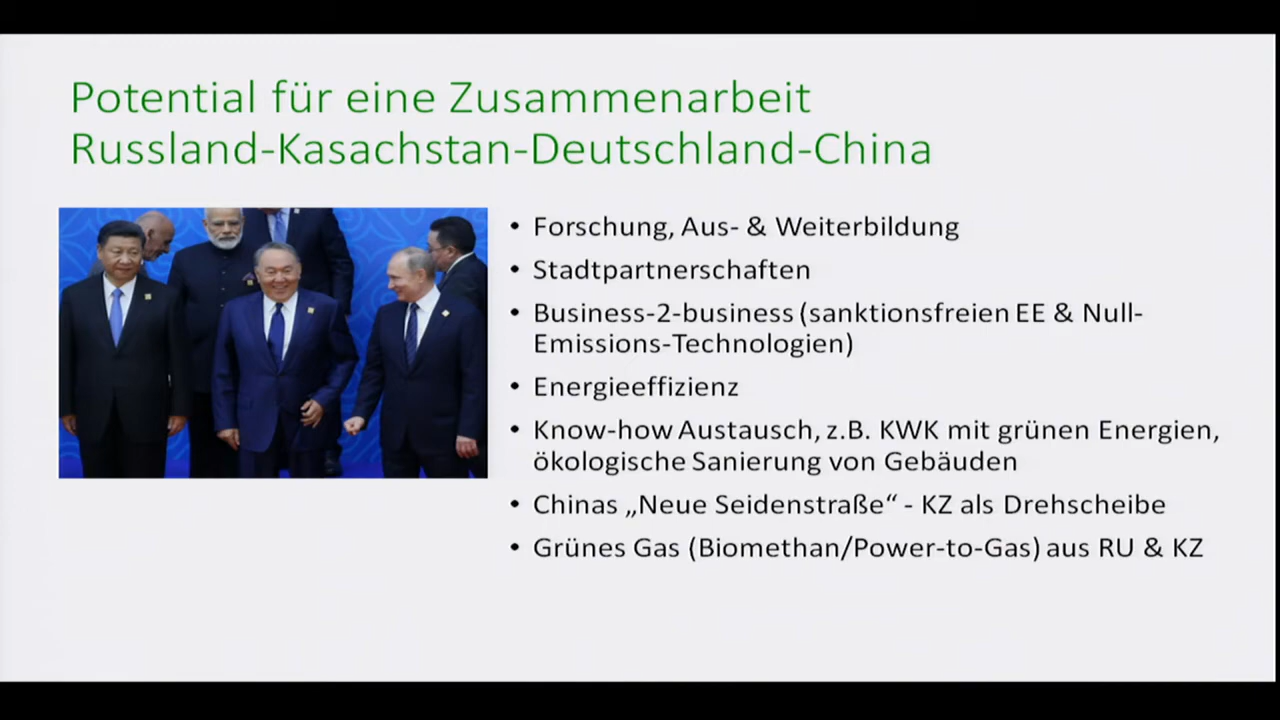 Potential für eine Zusammenarbeit
Russland-Kasachstan-Deutschland-China
• Forschung, Aus- & Weiterbildung
• Stadtpartnerschaften
• Business-2-business (sanktionsfreien EE & Null-
Emissions-Technologien)
• Energieeffizienz
• Know-how Austausch, z.B. KWK mit grünen Energien,
ökologische Sanierung von Gebäuden
• Chinas „Neue Seidenstraße“ - KZ als Drehscheibe
• Grünes Gas (Biomethan/Power-to-Gas) aus RU & KZ